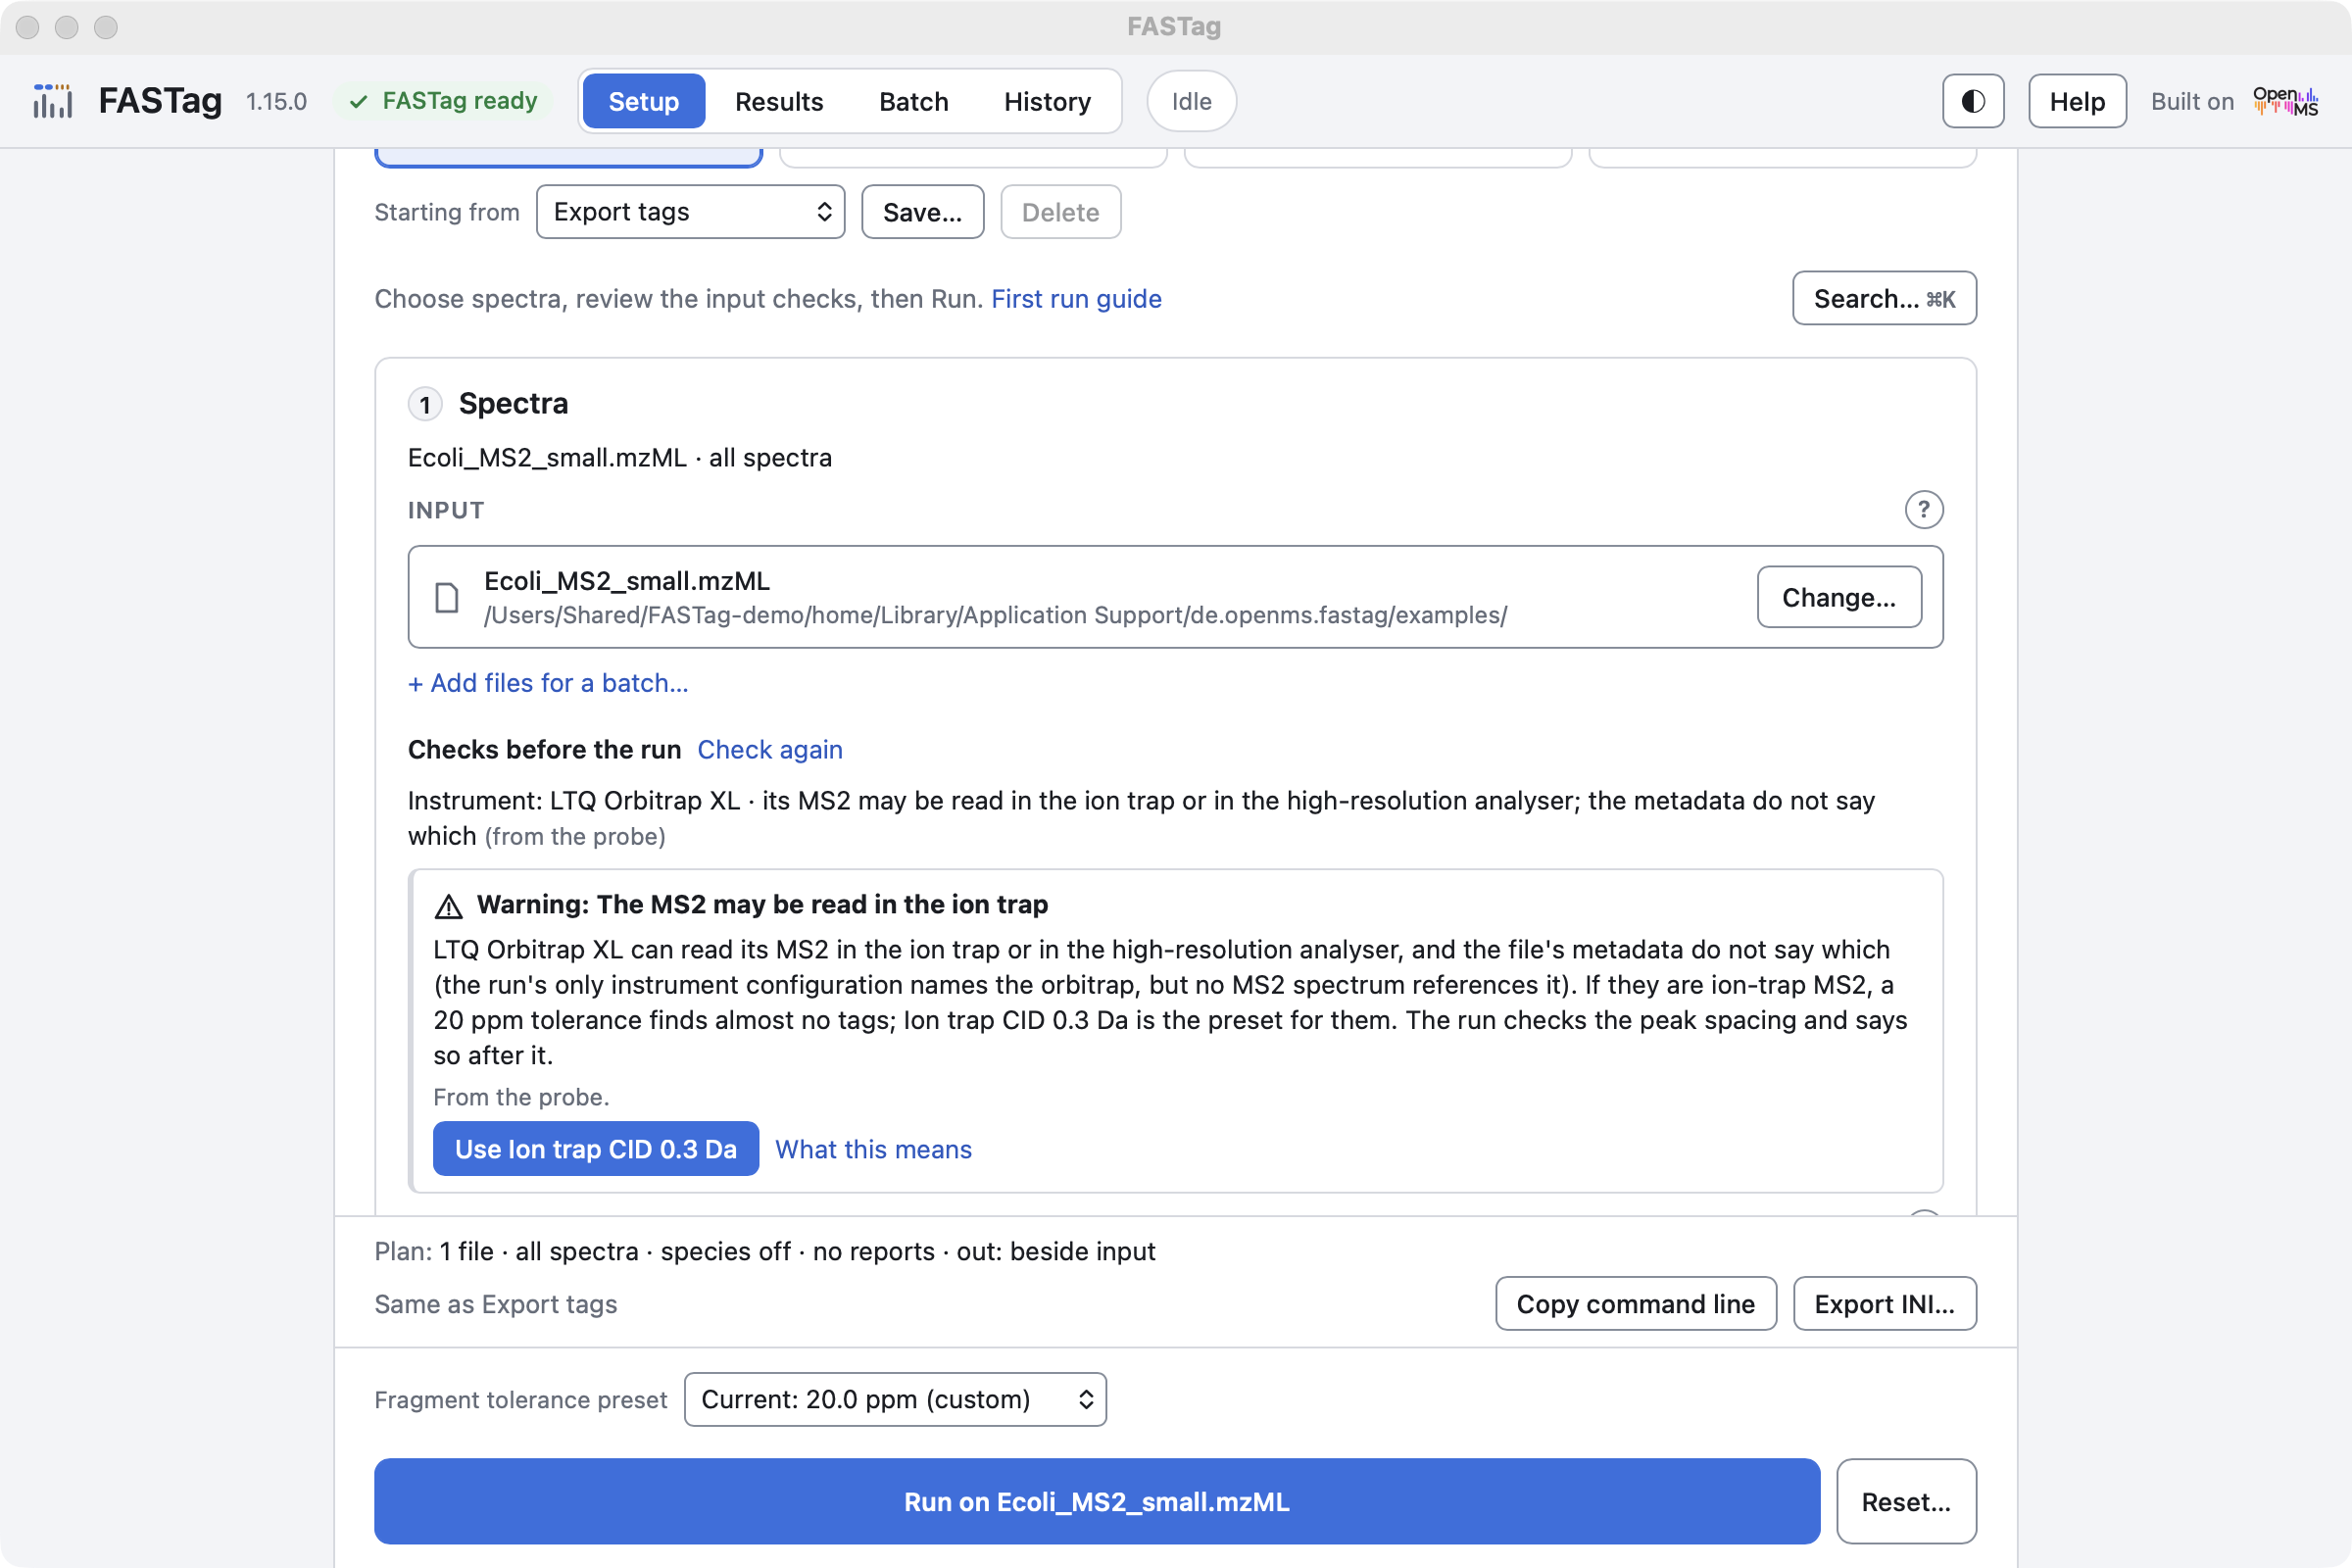 FASTag
FASTag 1.15.0 ✓ FASTag ready Setup Results Batch History Idle Help Built on OpenMS
Starting from Export tags Save... Delete
Choose spectra, review the input checks, then Run. First run guide Search... ⌘K
1 Spectra
Ecoli_MS2_small.mzML · all spectra
INPUT ?
Ecoli_MS2_small.mzML
/Users/Shared/FASTag-demo/home/Library/Application Support/de.openms.fastag/examples/
Change...
+ Add files for a batch...
Checks before the run Check again
Instrument: LTQ Orbitrap XL · its MS2 may be read in the ion trap or in the high-resolution analyser; the metadata do not say
which (from the probe)
Warning: The MS2 may be read in the ion trap
LTQ Orbitrap XL can read its MS2 in the ion trap or in the high-resolution analyser, and the file's metadata do not say which
(the run's only instrument configuration names the orbitrap, but no MS2 spectrum references it). If they are ion-trap MS2, a
20 ppm tolerance finds almost no tags; Ion trap CID 0.3 Da is the preset for them. The run checks the peak spacing and says
so after it.
From the probe.
Use Ion trap CID 0.3 Da What this means
Plan: 1 file · all spectra · species off · no reports · out: beside input
Same as Export tags Copy command line Export INI...
Fragment tolerance preset Current: 20.0 ppm (custom)
Run on Ecoli_MS2_small.mzML Reset...